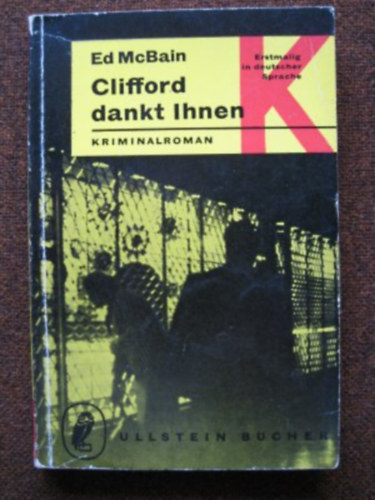 Ed McBain
Clifford
dankt Ihnen
KRIMINALROMAN
K
Erstmalig
in deutscher
Sprache
ULLSTEIN BÜCHER